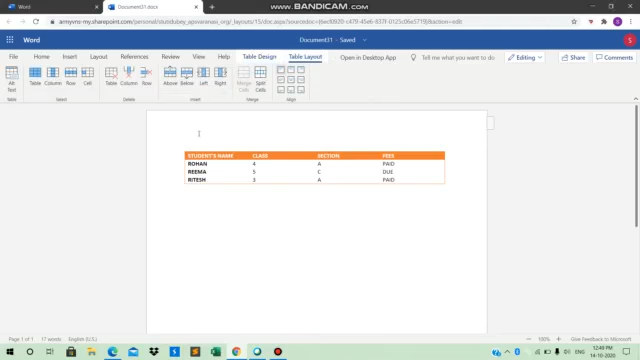 www.BANDICAM.com
Word
Document31.docx
armyvns-my.sharepoint.com/personal/stutidubey_apsvaranasi_org/_layouts/15/doc.aspx?sourcedoc={6ecf0920-c479-45e6-837f-0125c06e5719}&action=edit
Word
Document31 - Saved
S
File
Home
Insert
Layout
References
Review
View
Help
Table Design
Table Layout
Open in Desktop App
Tell me what you want to do
Editing
Share
Comments
Alt Text
Table
Column
Row
Cell
Table
Column
Row
Above
Below
Left
Right
Merge Cells
Split Cells
Table
Select
Delete
Insert
Merge
Align
STUDENT'S NAME CLASS SECTION FEES
ROHAN 4 A PAID
REEMA 5 C DUE
RITESH 3 A PAID
Page 1 of 1 17 words English (U.S.)
100%
Give Feedback to Microsoft
ENG
12:49 PM
14-10-2020